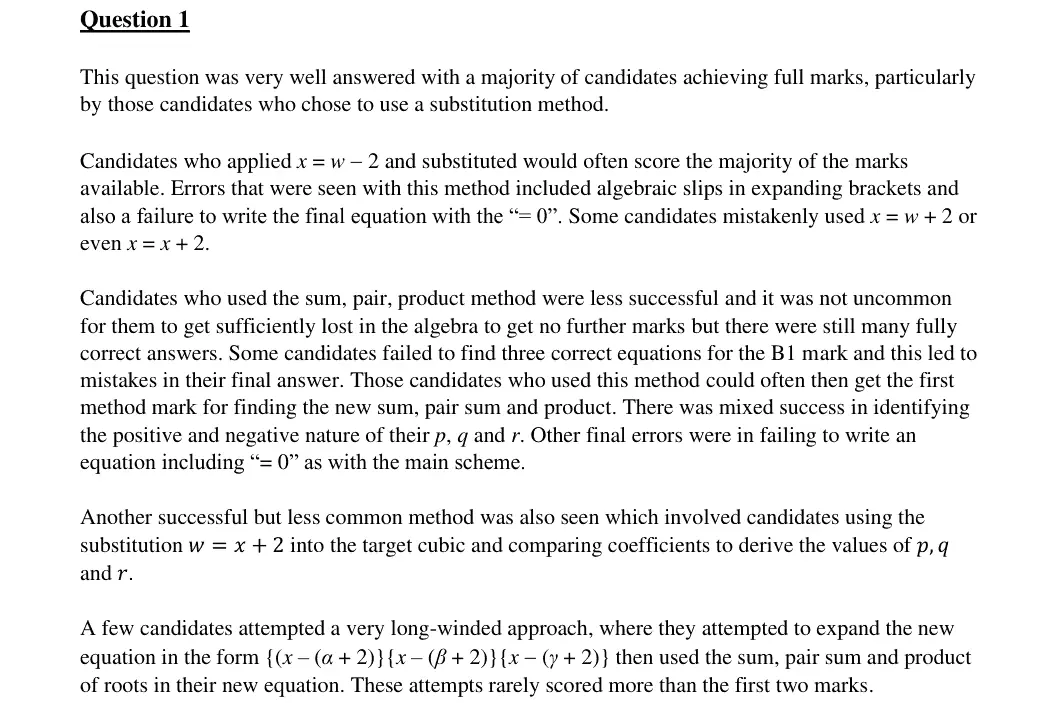 Question 1
This question was very well answered with a majority of candidates achieving full marks, particularly
by those candidates who chose to use a substitution method.
Candidates who applied x = w – 2 and substituted would often score the majority of the marks
available. Errors that were seen with this method included algebraic slips in expanding brackets and
also a failure to write the final equation with the “= 0”. Some candidates mistakenly used x = w + 2 or
even x = x + 2.
Candidates who used the sum, pair, product method were less successful and it was not uncommon
for them to get sufficiently lost in the algebra to get no further marks but there were still many fully
correct answers. Some candidates failed to find three correct equations for the B1 mark and this led to
mistakes in their final answer. Those candidates who used this method could often then get the first
method mark for finding the new sum, pair sum and product. There was mixed success in identifying
the positive and negative nature of their p, q and r. Other final errors were in failing to write an
equation including “= 0” as with the main scheme.
Another successful but less common method was also seen which involved candidates using the
substitution w = x + 2 into the target cubic and comparing coefficients to derive the values of p, q
and r.
A few candidates attempted a very long-winded approach, where they attempted to expand the new
equation in the form {(x – (α + 2)}{x – (β + 2)}{x – (γ + 2)} then used the sum, pair sum and product
of roots in their new equation. These attempts rarely scored more than the first two marks.